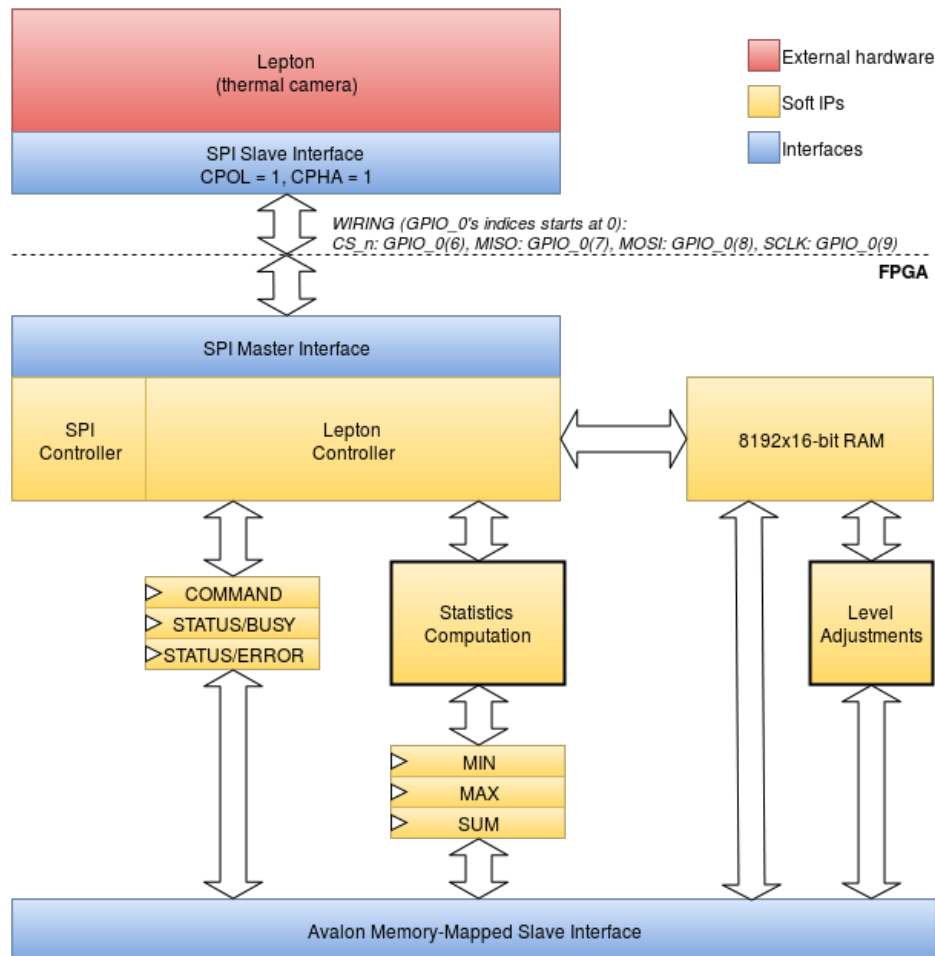 Lepton
(thermal camera)
External hardware
Soft IPs
Interfaces
SPI Slave Interface
CPOL = 1, CPHA = 1
WIRING (GPIO_0's indices starts at 0):
CS_n: GPIO_0(6), MISO: GPIO_0(7), MOSI: GPIO_0(8), SCLK: GPIO_0(9)
FPGA
SPI Master Interface
SPI
Controller
Lepton
Controller
8192x16-bit RAM
COMMAND
STATUS/BUSY
STATUS/ERROR
Statistics
Computation
Level
Adjustments
MIN
MAX
SUM
Avalon Memory-Mapped Slave Interface